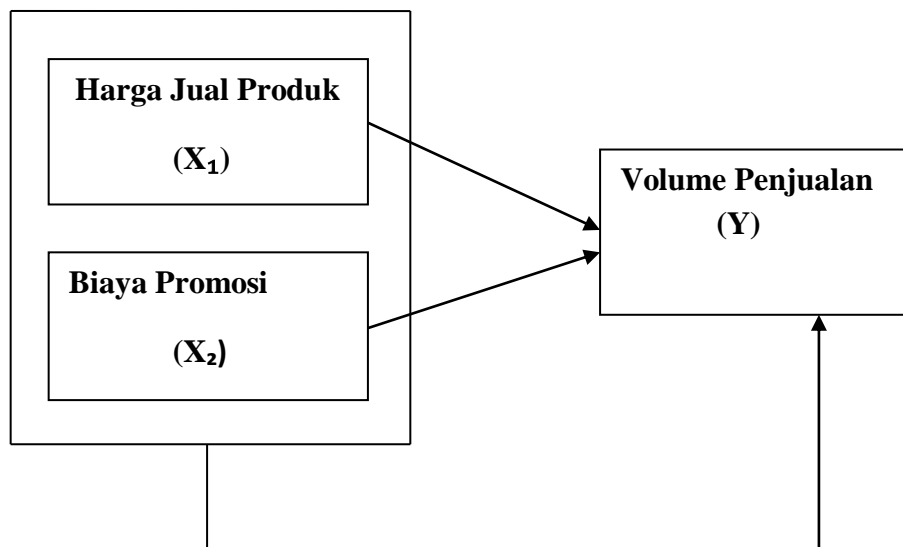 Harga Jual Produk
(X₁)
Volume Penjualan
(Y)
Biaya Promosi
(X₂)